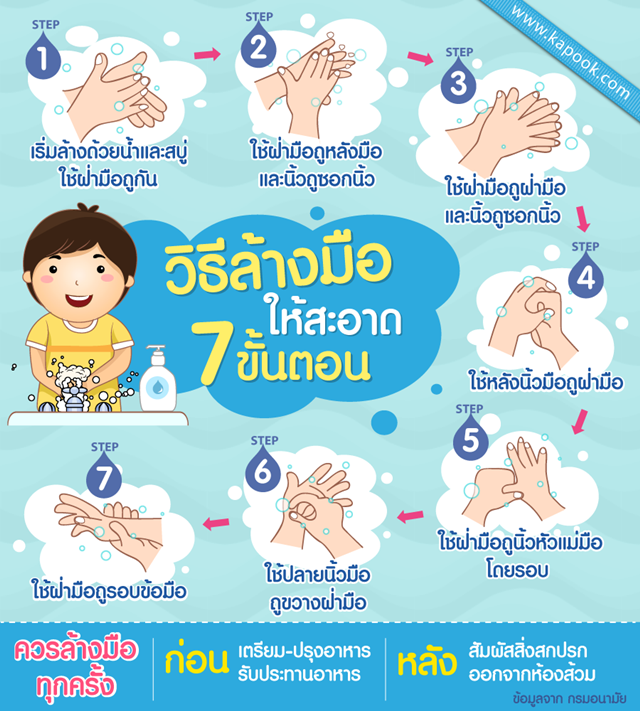 www.kapook.com
STEP
1
เริ่มล้างด้วยน้ำและสบู่
ใช้ฝ่ามือถูกัน
STEP
2
ใช้ฝ่ามือถูหลังมือ
และนิ้วถูซอกนิ้ว
STEP
3
ใช้ฝ่ามือถูฝ่ามือ
และนิ้วถูซอกนิ้ว
วิธีล้างมือ
ให้สะอาด
7 ขั้นตอน
STEP
4
ใช้หลังนิ้วมือถูฝ่ามือ
STEP
5
ใช้ฝ่ามือถูนิ้วหัวแม่มือ
โดยรอบ
STEP
6
ใช้ปลายนิ้วมือ
ถูขวางฝ่ามือ
STEP
7
ใช้ฝ่ามือถูรอบข้อมือ
ควรล้างมือ
ทุกครั้ง
ก่อน
เตรียม-ปรุงอาหาร
รับประทานอาหาร
หลัง
สัมผัสสิ่งสกปรก
ออกจากห้องส้วม
ข้อมูลจาก กรมอนามัย